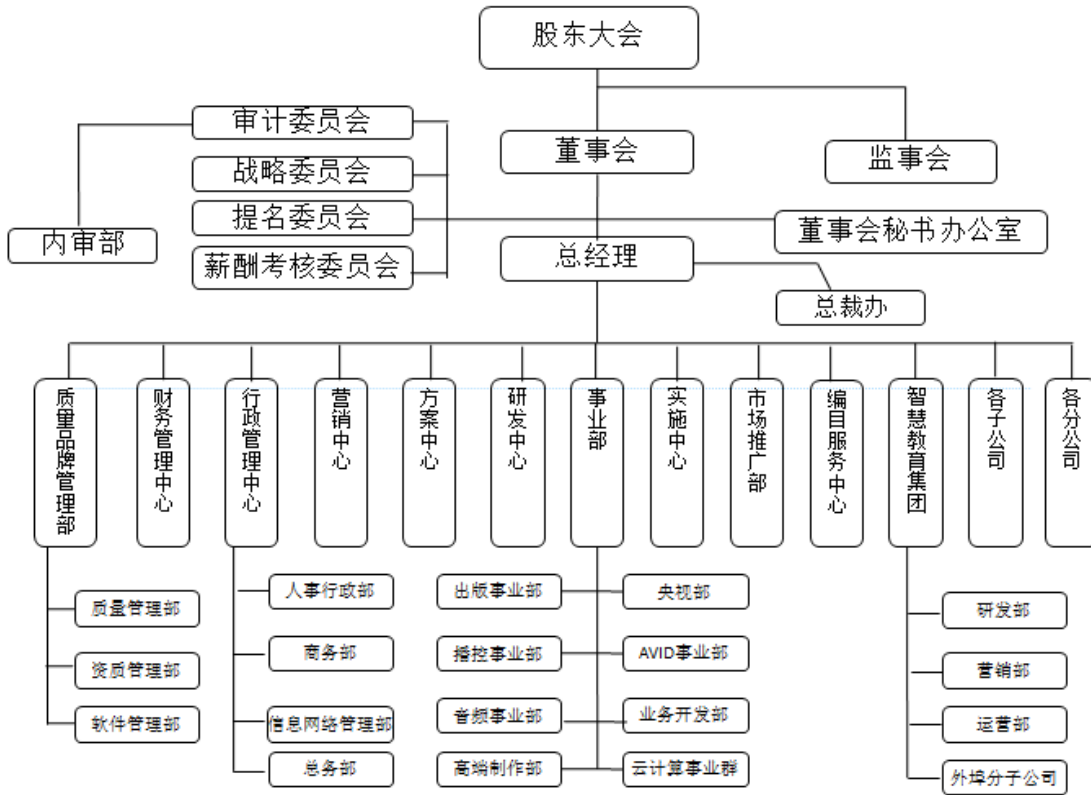 股东大会
审计委员会
董事会
监事会
战略委员会
提名委员会
董事会秘书办公室
内审部
总经理
薪酬考核委员会
总裁办
质量品牌管理部
财务管理中心
行政管理中心
营销中心
方案中心
研发中心
事业部
实施中心
市场推广部
编目服务中心
智慧教育集团
各子公司
各分公司
质量管理部
资质管理部
软件管理部
人事行政部
商务部
信息网络管理部
总务部
出版事业部
央视部
播控事业部
AVID事业部
音频事业部
业务开发部
高端制作部
云计算事业群
研发部
营销部
运营部
外埠分子公司